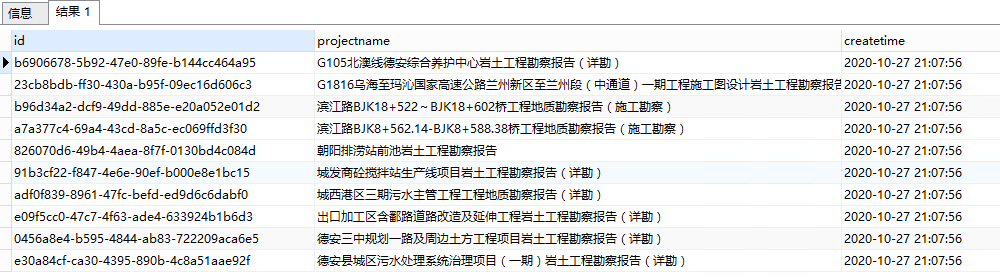 信息 结果 1
id projectname createtime
b6906678-5b92-47e0-89fe-b144cc464a95 G105北澳线德安综合养护中心岩土工程勘察报告（详勘） 2020-10-27 21:07:56
23cb8bdb-ff30-430a-b95f-09ec16d606c3 G1816乌海至玛沁国家高速公路兰州新区至兰州段（中通道）一期工程施工图设计岩土工程勘察报告 2020-10-27 21:07:56
b96d34a2-dcf9-49dd-885e-e20a052e01d2 滨江路BJK18+522～BJK18+602桥工程地质勘察报告（施工勘察） 2020-10-27 21:07:56
a7a377c4-69a4-43cd-8a5c-ec069ffd3f30 滨江路BJK8+562.14-BJK8+588.38桥工程地质勘察报告（施工勘察） 2020-10-27 21:07:56
826070d6-49b4-4aea-8f7f-0130bd4c084d 朝阳排涝站前池岩土工程勘察报告 2020-10-27 21:07:56
91b3cf22-f847-4e6e-90ef-b000e8e1bc15 城发商砼搅拌站生产线项目岩土工程勘察报告（详勘） 2020-10-27 21:07:56
adf0f839-8961-47fc-befd-ed9d6c6dabf0 城西港区三期污水主管工程工程地质勘察报告（详勘） 2020-10-27 21:07:56
e09f5cc0-47c7-4f63-ade4-633924b1b6d3 出口加工区含鄱路道路改造及延伸工程岩土工程勘察报告（详勘） 2020-10-27 21:07:56
0456a8e4-b595-4844-ab83-722209aca6e5 德安三中规划一路及周边土方工程项目岩土工程勘察报告（详勘） 2020-10-27 21:07:56
e30a84cf-ca30-4395-890b-4c8a51aae92f 德安县城区污水处理系统治理项目（一期）岩土工程勘察报告（详勘） 2020-10-27 21:07:56